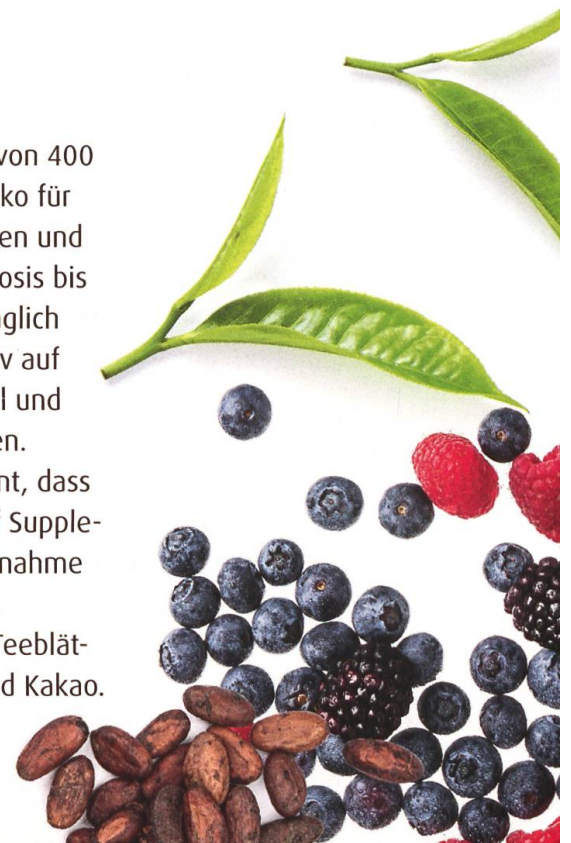 von 400
ko für
en und
osis bis
glich
v auf
l und
en.
nt, dass
f Supple-
nahme
Teeblät-
d Kakao.